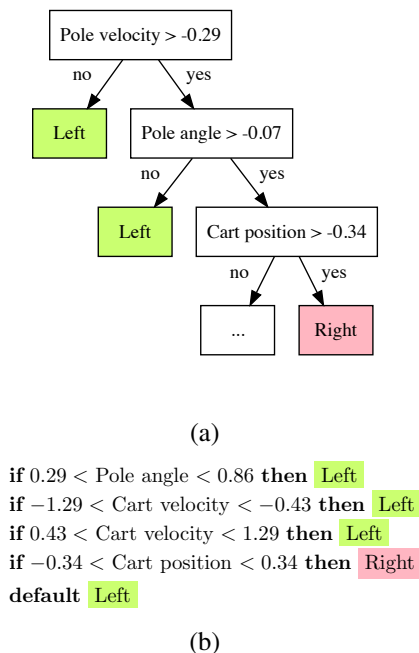 Pole velocity > -0.29
no yes
Left
Pole angle > -0.07
no yes
Left
Cart position > -0.34
no yes
...
Right
(a)
if 0.29 < Pole angle < 0.86 then Left
if −1.29 < Cart velocity < −0.43 then Left
if 0.43 < Cart velocity < 1.29 then Left
if −0.34 < Cart position < 0.34 then Right
default Left
(b)